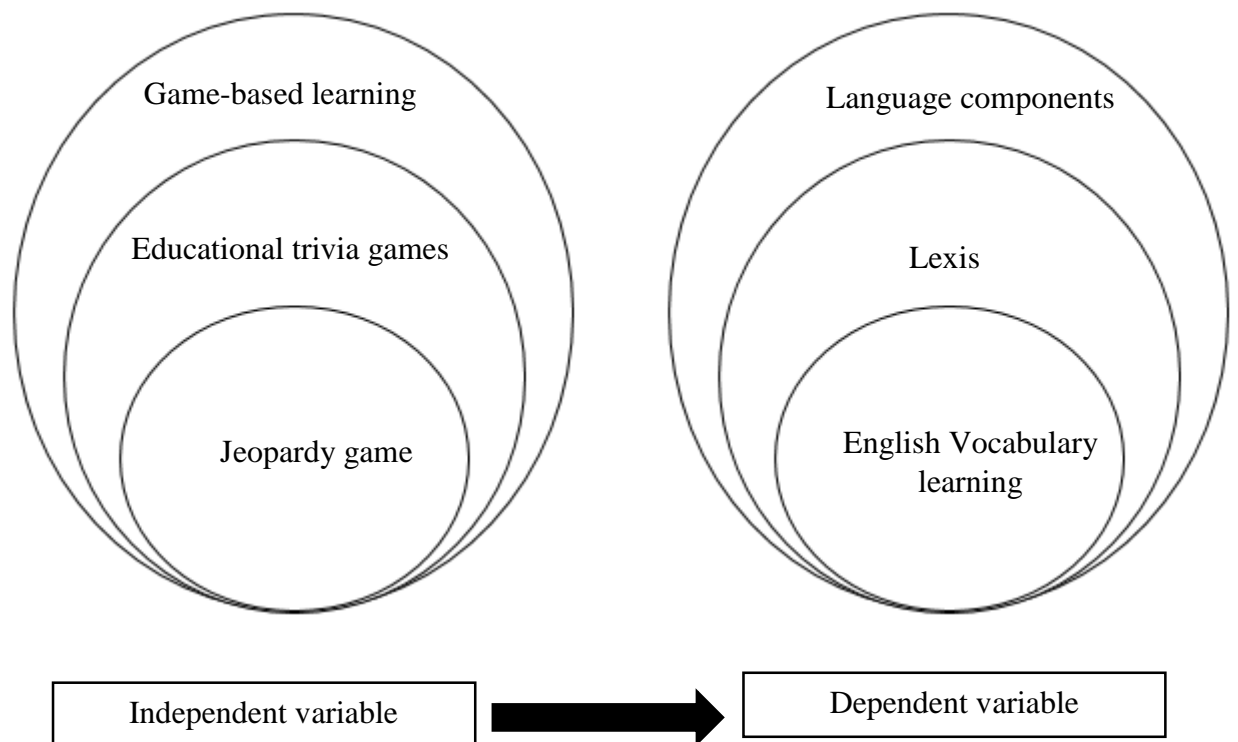 Game-based learning
Educational trivia games
Jeopardy game
Language components
Lexis
English Vocabulary
learning
Independent variable
Dependent variable